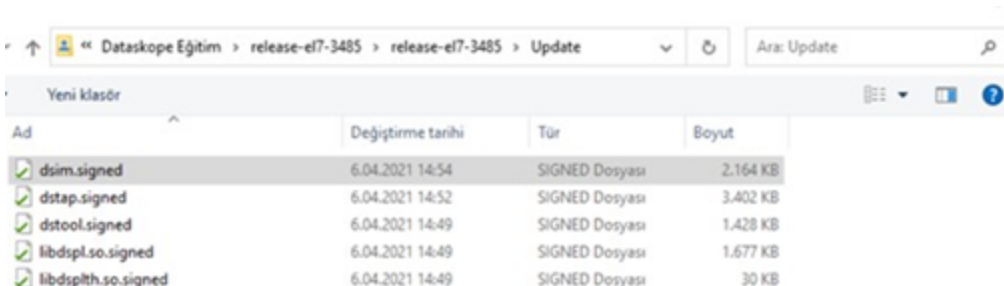 « Dataskope Eğitim › release-el7-3485 › release-el7-3485 › Update Ara: Update
Yeni klasör
Ad Değiştirme tarihi Tür Boyut
dsim.signed 6.04.2021 14:54 SIGNED Dosyası 2.164 KB
dstap.signed 6.04.2021 14:52 SIGNED Dosyası 3.402 KB
dstool.signed 6.04.2021 14:49 SIGNED Dosyası 1.428 KB
libdspl.so.signed 6.04.2021 14:49 SIGNED Dosyası 1.677 KB
libdsplth.so.signed 6.04.2021 14:49 SIGNED Dosyası 30 KB